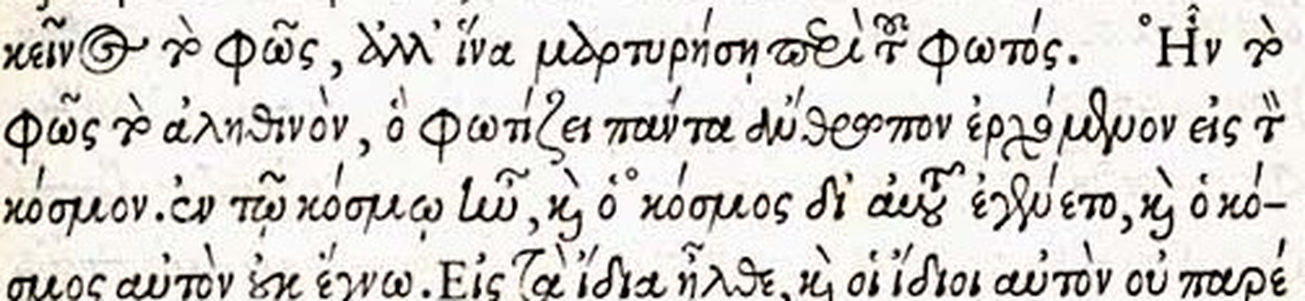 κεῖνος τὸ φῶς, ἀλλ' ἵνα μαρτυρήσῃ περὶ τοῦ φωτός. Ἦν τὸ
φῶς τὸ ἀληθινὸν, ὃ φωτίζει πάντα ἄνθρωπον ἐρχόμενον εἰς τὸν
κόσμον. ἐν τῷ κόσμῳ ἦν, καὶ ὁ κόσμος δι' αὐτοῦ ἐγένετο, καὶ ὁ κό-
σμος αὐτὸν οὐκ ἔγνω. Εἰς τὰ ἴδια ἦλθε, καὶ οἱ ἴδιοι αὐτὸν οὐ παρέ